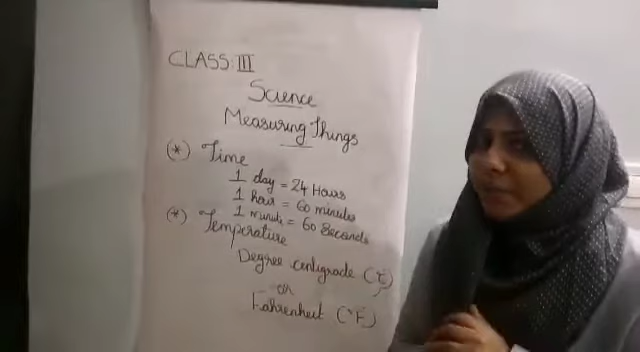 CLASS: III
Science
Measuring Things
(*) Time
1 day = 24 Hours
1 hour = 60 minutes
1 minute = 60 Seconds
(*) Temperature
Degree centigrade (°C)
or
Fahrenheit (°F)